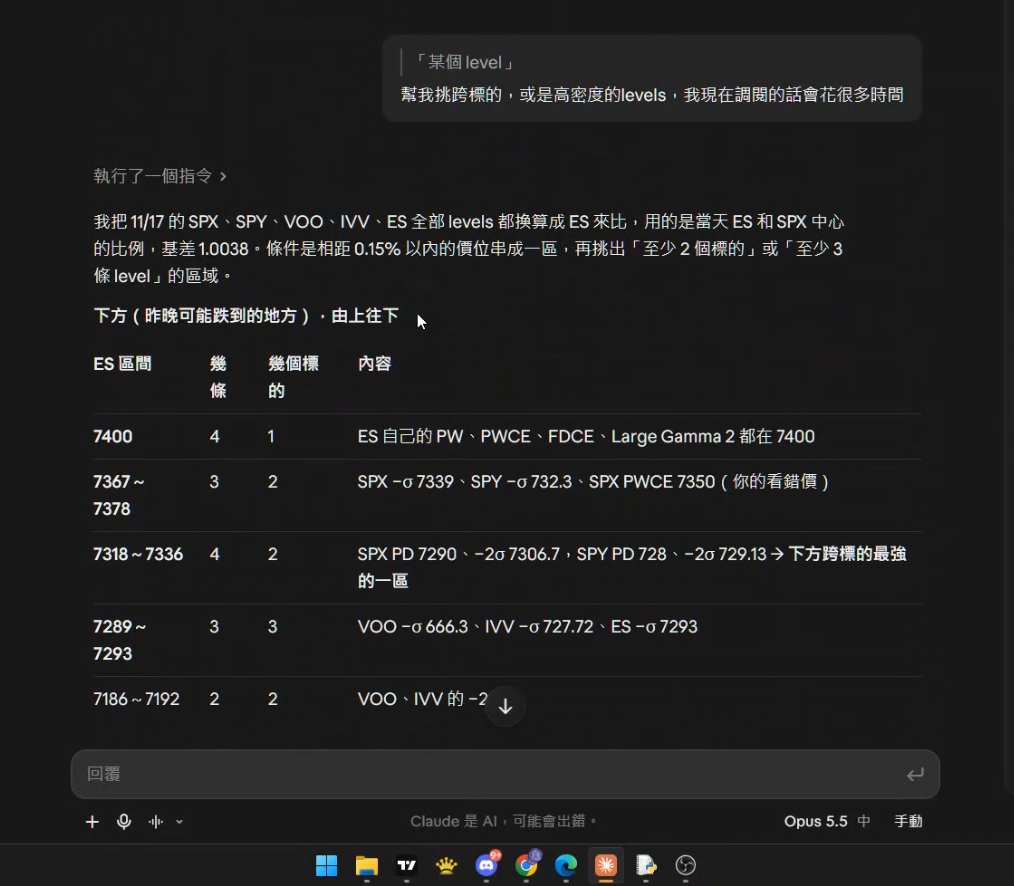 「某個 level」
幫我挑跨標的，或是高密度的levels，我現在調閱的話會花很多時間
執行了一個指令
我把 11/17 的 SPX、SPY、VOO、IVV、ES 全部 levels 都換算成 ES 來比，用的是當天 ES 和 SPX 中心
的比例，基差 1.0038。條件是相距 0.15% 以內的價位串成一區，再挑出「至少 2 個標的」或「至少 3
條 level」的區域。
下方（昨晚可能跌到的地方），由上往下
ES 區間 幾 幾個標 內容
條 的
7400 4 1 ES 自己的 PW、PWCE、FDCE、Large Gamma 2 都在 7400
7367 ~ 3 2 SPX −σ 7339、SPY −σ 732.3、SPX PWCE 7350（你的看錯價）
7378
7318 ~ 7336 4 2 SPX PD 7290、−2σ 7306.7，SPY PD 728、−2σ 729.13 → 下方跨標的最強
的一區
7289 ~ 3 3 VOO −σ 666.3、IVV −σ 727.72、ES −σ 7293
7293
7186 ~ 7192 2 2 VOO、IVV 的 −2
回覆
Claude 是 AI，可能會出錯。
Opus 5.5 中 手動
9+